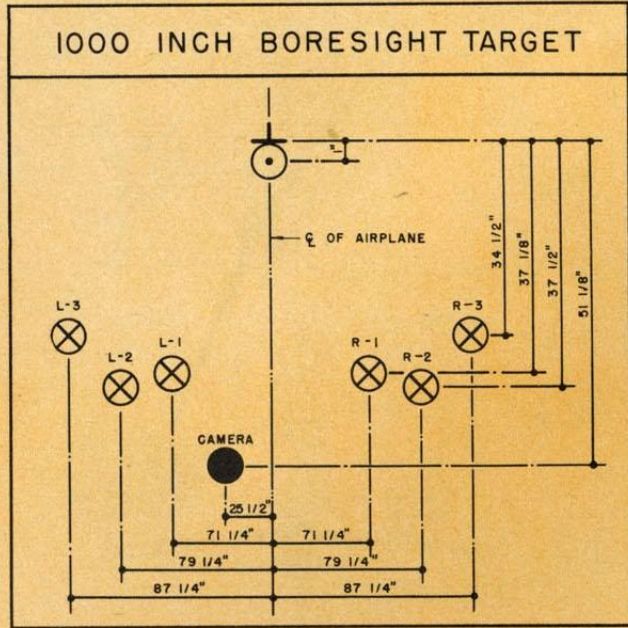 1000 INCH BORESIGHT TARGET
1"
℄ OF AIRPLANE
34 1/2"
37 1/8"
37 1/2"
51 1/8"
L-3
R-3
L-2
L-1
R-1
R-2
CAMERA
25 1/2"
71 1/4" 71 1/4"
79 1/4" 79 1/4"
87 1/4" 87 1/4"